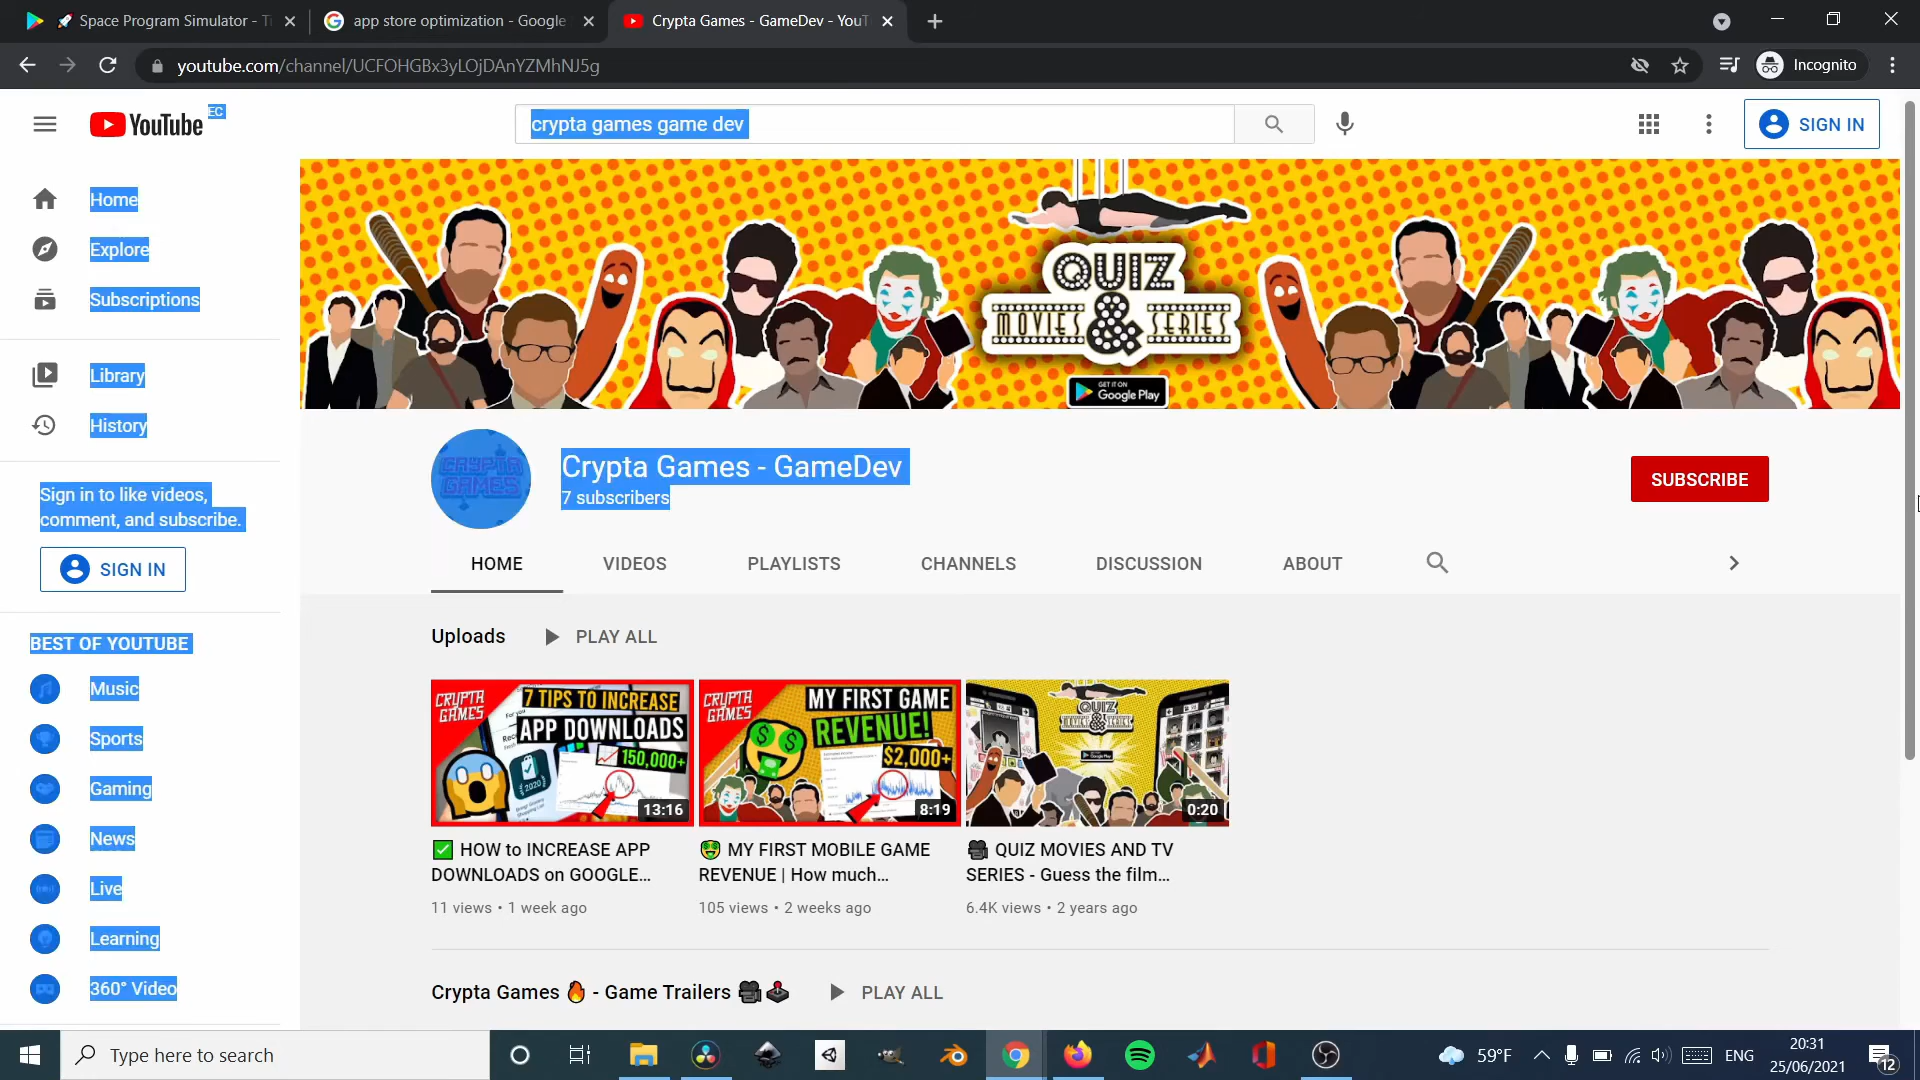 🚀 Space Program Simulator - Ti
app store optimization - Google
Crypta Games - GameDev - YouT
youtube.com/channel/UCFOHGBx3yLOjDAnYZMhNJ5g
Incognito
YouTube EC
crypta games game dev
SIGN IN
Home
Explore
Subscriptions
Library
History
Sign in to like videos,
comment, and subscribe.
SIGN IN
BEST OF YOUTUBE
Music
Sports
Gaming
News
Live
Learning
360° Video
QUIZ
&
MOVIES SERIES
GET IT ON
Google Play
CRYPTA
GAMES
Crypta Games - GameDev
7 subscribers
SUBSCRIBE
HOME
VIDEOS
PLAYLISTS
CHANNELS
DISCUSSION
ABOUT
Uploads
PLAY ALL
CRYPTA
GAMES
7 TIPS TO INCREASE
APP DOWNLOADS
150,000+
2020
13:16
✅ HOW to INCREASE APP
DOWNLOADS on GOOGLE...
11 views • 1 week ago
CRYPTA
GAMES
MY FIRST GAME
REVENUE!
$2,000+
8:19
🤑 MY FIRST MOBILE GAME
REVENUE | How much...
105 views • 2 weeks ago
QUIZ
&
MOVIES SERIES
0:20
🎥 QUIZ MOVIES AND TV
SERIES - Guess the film...
6.4K views • 2 years ago
Crypta Games 🔥 - Game Trailers 🎥🕹️
PLAY ALL
Type here to search
59°F
ENG
20:31
25/06/2021
12